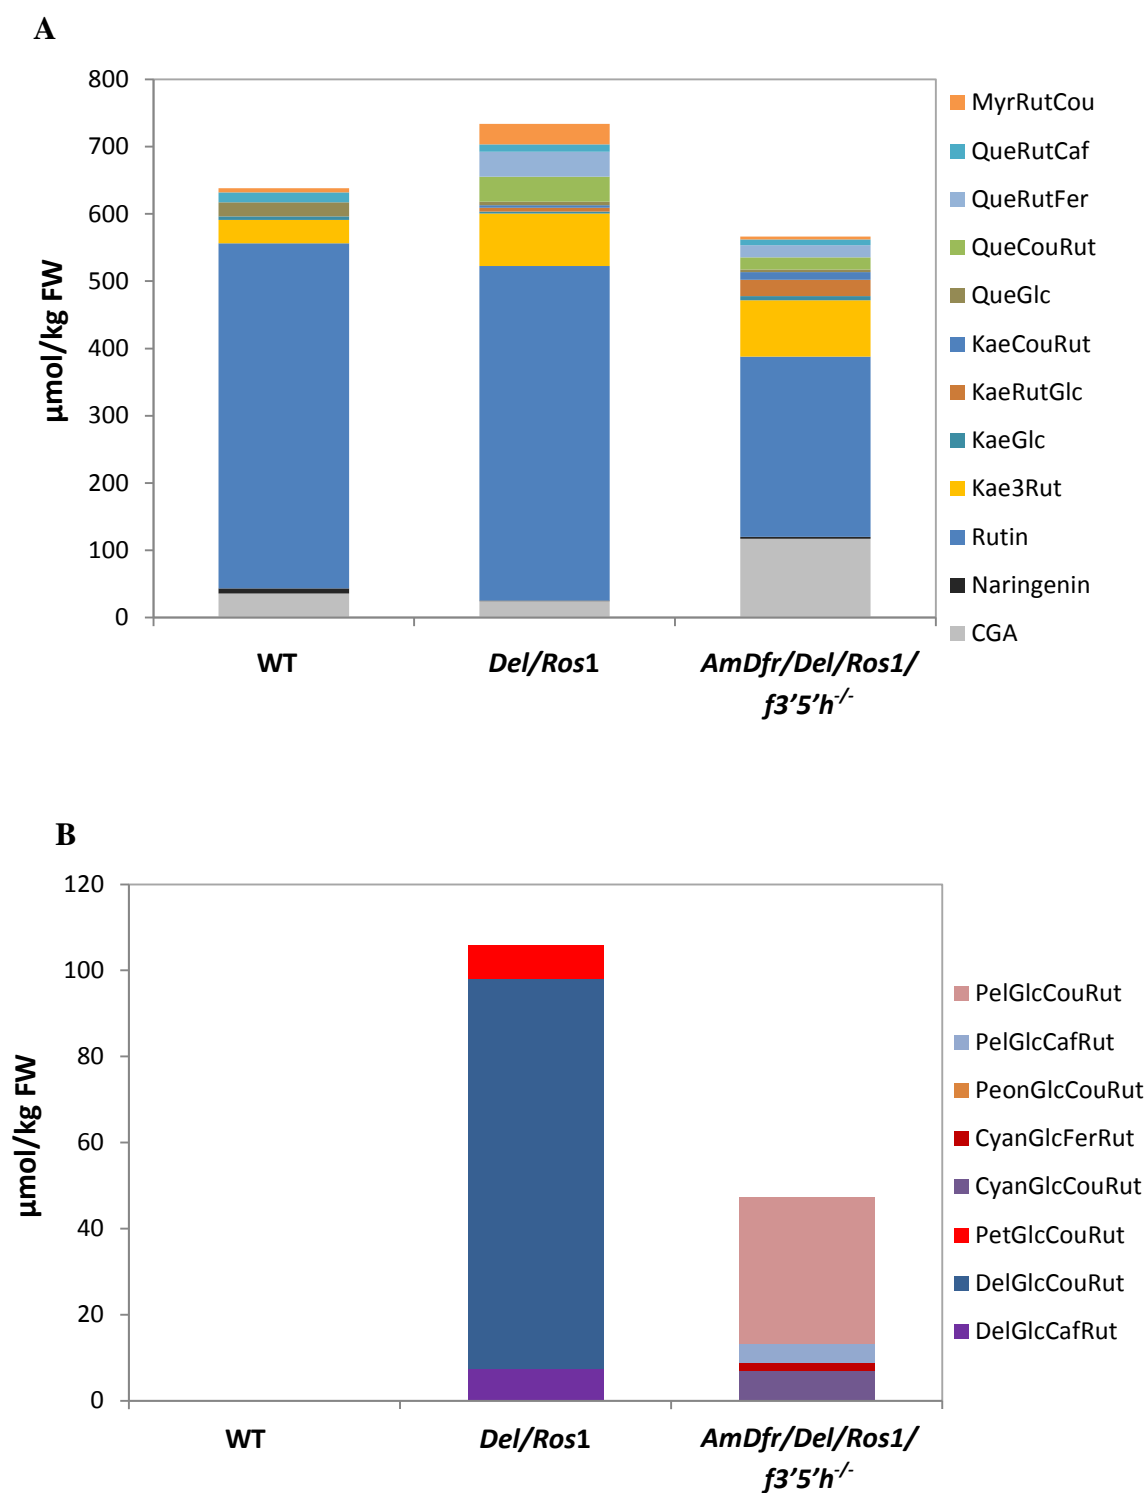 A
800
700
600
500
400
300
200
100
0
µmol/kg FW
WT
Del/Ros1
AmDfr/Del/Ros1/
f3’5’h-/-
MyrRutCou
QueRutCaf
QueRutFer
QueCouRut
QueGlc
KaeCouRut
KaeRutGlc
KaeGlc
Kae3Rut
Rutin
Naringenin
CGA
B
120
100
80
60
40
20
0
µmol/kg FW
WT
Del/Ros1
AmDfr/Del/Ros1/
f3’5’h-/-
PelGlcCouRut
PelGlcCafRut
PeonGlcCouRut
CyanGlcFerRut
CyanGlcCouRut
PetGlcCouRut
DelGlcCouRut
DelGlcCafRut